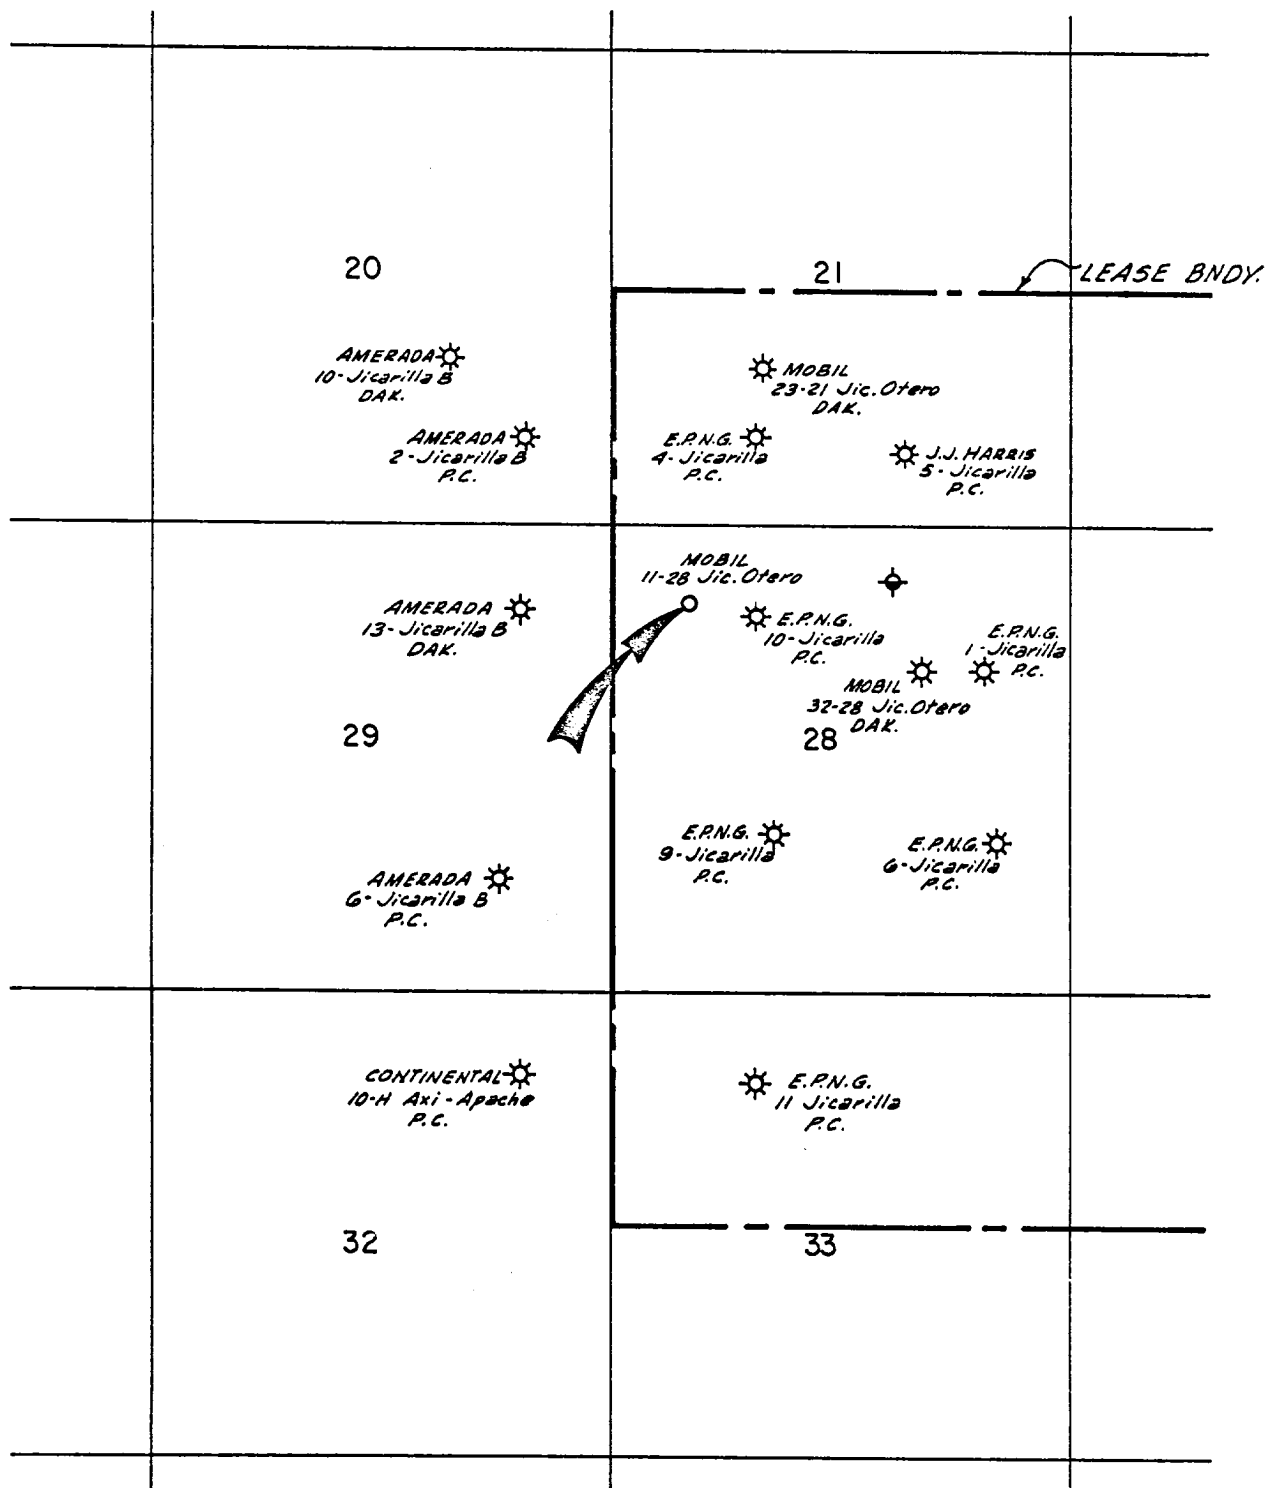 20
21
LEASE BNDY.
AMERADA
10-Jicarilla B
DAK.
MOBIL
23-21 Jic. Otero
DAK.
AMERADA
2-Jicarilla B
P.C.
E.P.N.G.
4-Jicarilla
P.C.
J.J. HARRIS
5-Jicarilla
P.C.
MOBIL
11-28 Jic. Otero
AMERADA
13-Jicarilla B
DAK.
E.P.N.G.
10-Jicarilla
P.C.
E.P.N.G.
1-Jicarilla
P.C.
MOBIL
32-28 Jic. Otero
DAK.
29
28
E.P.N.G.
9-Jicarilla
P.C.
E.P.N.G.
6-Jicarilla
P.C.
AMERADA
6-Jicarilla B
P.C.
CONTINENTAL
10-H Axi-Apache
P.C.
E.P.N.G.
11 Jicarilla
P.C.
32
33